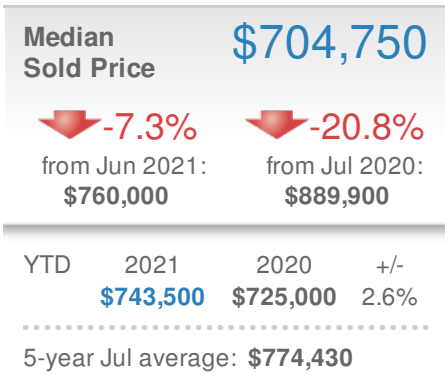 Median $704,750
Sold Price
-7.3% -20.8%
from Jun 2021: from Jul 2020:
$760,000 $889,900
YTD 2021 2020 +/-
$743,500 $725,000 2.6%
5-year Jul average: $774,430